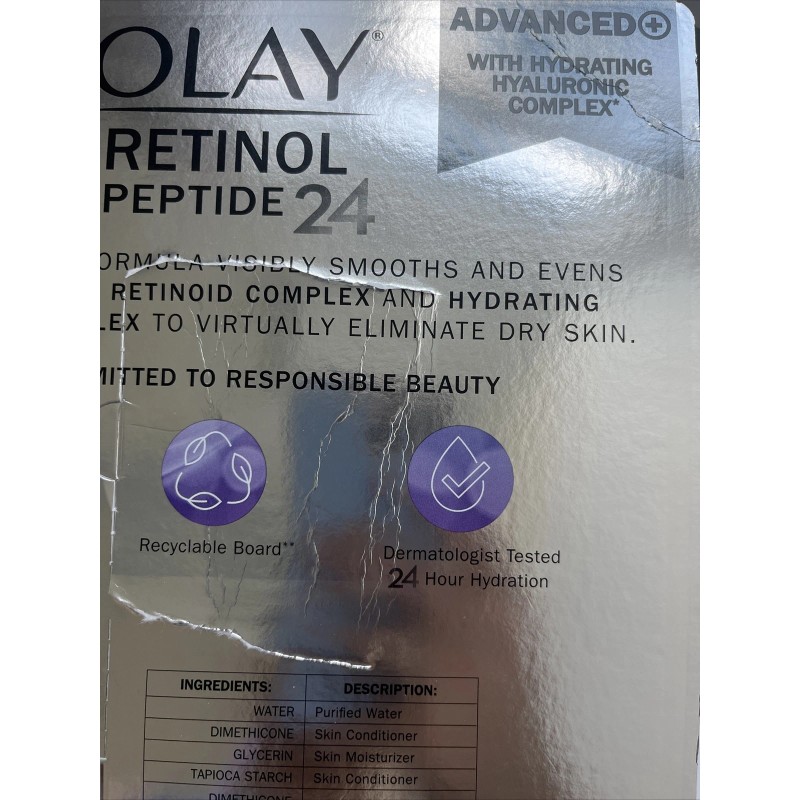 OLAY®
ADVANCED+
WITH HYDRATING
HYALURONIC
COMPLEX*
RETINOL
PEPTIDE 24
ORMULA VISIBLY SMOOTHS AND EVENS
RETINOID COMPLEX AND HYDRATING
LEX TO VIRTUALLY ELIMINATE DRY SKIN.
MITTED TO RESPONSIBLE BEAUTY
Recyclable Board**
Dermatologist Tested
24 Hour Hydration
INGREDIENTS: DESCRIPTION:
WATER Purified Water
DIMETHICONE Skin Conditioner
GLYCERIN Skin Moisturizer
TAPIOCA STARCH Skin Conditioner
DIMETHICONE